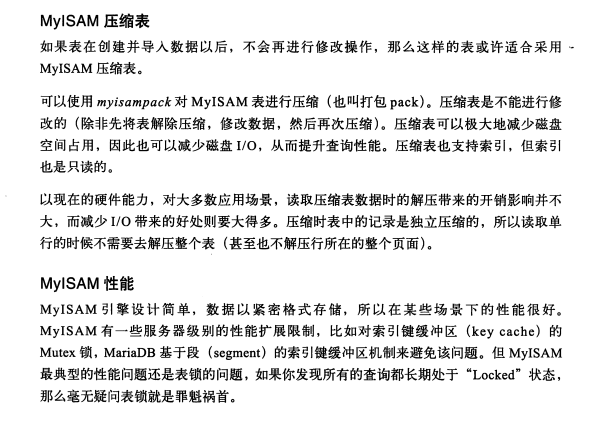 MyISAM 压缩表
如果表在创建并导入数据以后，不会再进行修改操作，那么这样的表或许适合采用
MyISAM 压缩表。
可以使用 myisampack 对 MyISAM 表进行压缩（也叫打包 pack）。压缩表是不能进行修
改的（除非先将表解除压缩，修改数据，然后再次压缩）。压缩表可以极大地减少磁盘
空间占用，因此也可以减少磁盘 I/O，从而提升查询性能。压缩表也支持索引，但索引
也是只读的。
以现在的硬件能力，对大多数应用场景，读取压缩表数据时的解压带来的开销影响并不
大，而减少 I/O 带来的好处则要大得多。压缩时表中的记录是独立压缩的，所以读取单
行的时候不需要去解压整个表（甚至也不解压行所在的整个页面）。
MyISAM 性能
MyISAM 引擎设计简单，数据以紧密格式存储，所以在某些场景下的性能很好。
MyISAM 有一些服务器级别的性能扩展限制，比如对索引键缓冲区（key cache）的
Mutex 锁，MariaDB 基于段（segment）的索引键缓冲区机制来避免该问题。但 MyISAM
最典型的性能问题还是表锁的问题，如果你发现所有的查询都长期处于“Locked”状态，
那么毫无疑问表锁就是罪魁祸首。